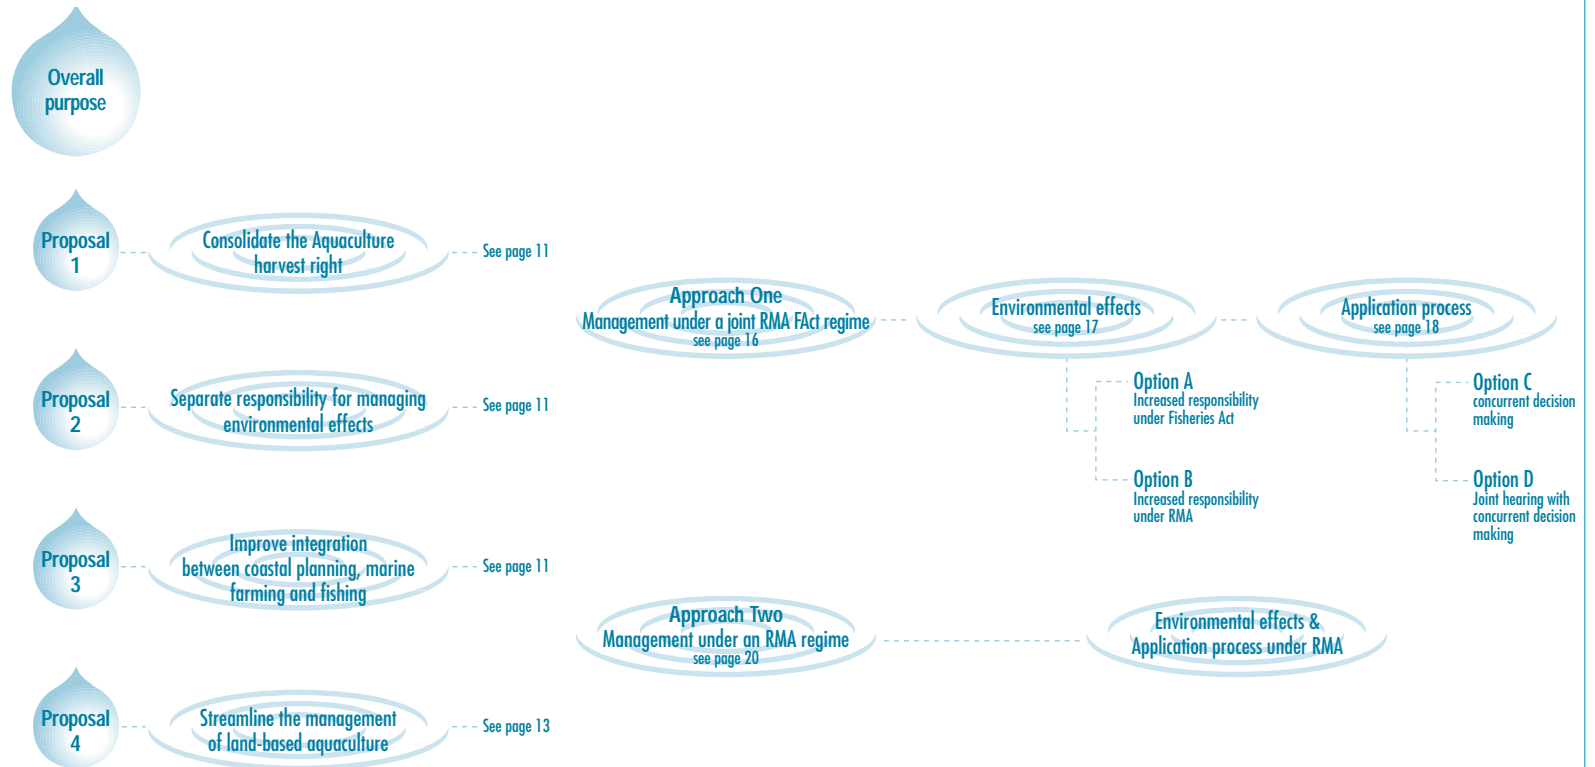 Overall
purpose
Proposal
1
Consolidate the Aquaculture
harvest right
See page 11
Proposal
2
Separate responsibility for managing
environmental effects
See page 11
Proposal
3
Improve integration
between coastal planning, marine
farming and fishing
See page 11
Proposal
4
Streamline the management
of land-based aquaculture
See page 13
Approach One
Management under a joint RMA FAct regime
see page 16
Environmental effects
see page 17
Option A
Increased responsibility
under Fisheries Act
Option B
Increased responsibility
under RMA
Application process
see page 18
Option C
concurrent decision
making
Option D
Joint hearing with
concurrent decision
making
Approach Two
Management under an RMA regime
see page 20
Environmental effects &
Application process under RMA